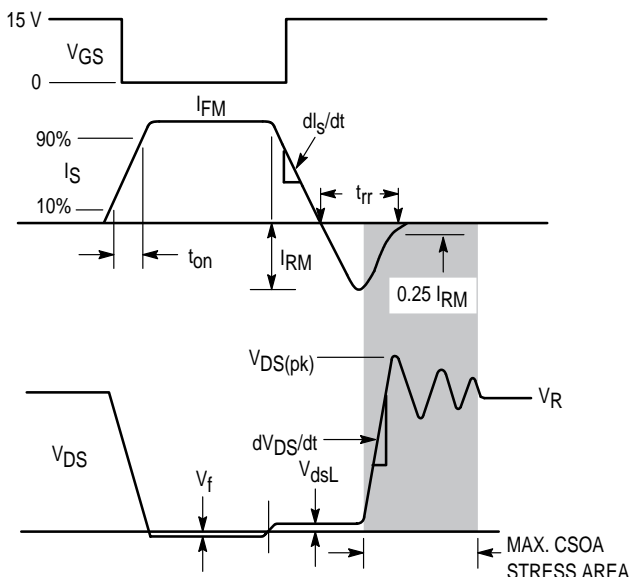 15 V
VGS
0
IFM
90%
dIs/dt
IS
trr
10%
ton
IRM
0.25 IRM
VDS(pk)
VR
dVDS/dt
VDS
Vf
VdsL
MAX. CSOA
STRESS AREA